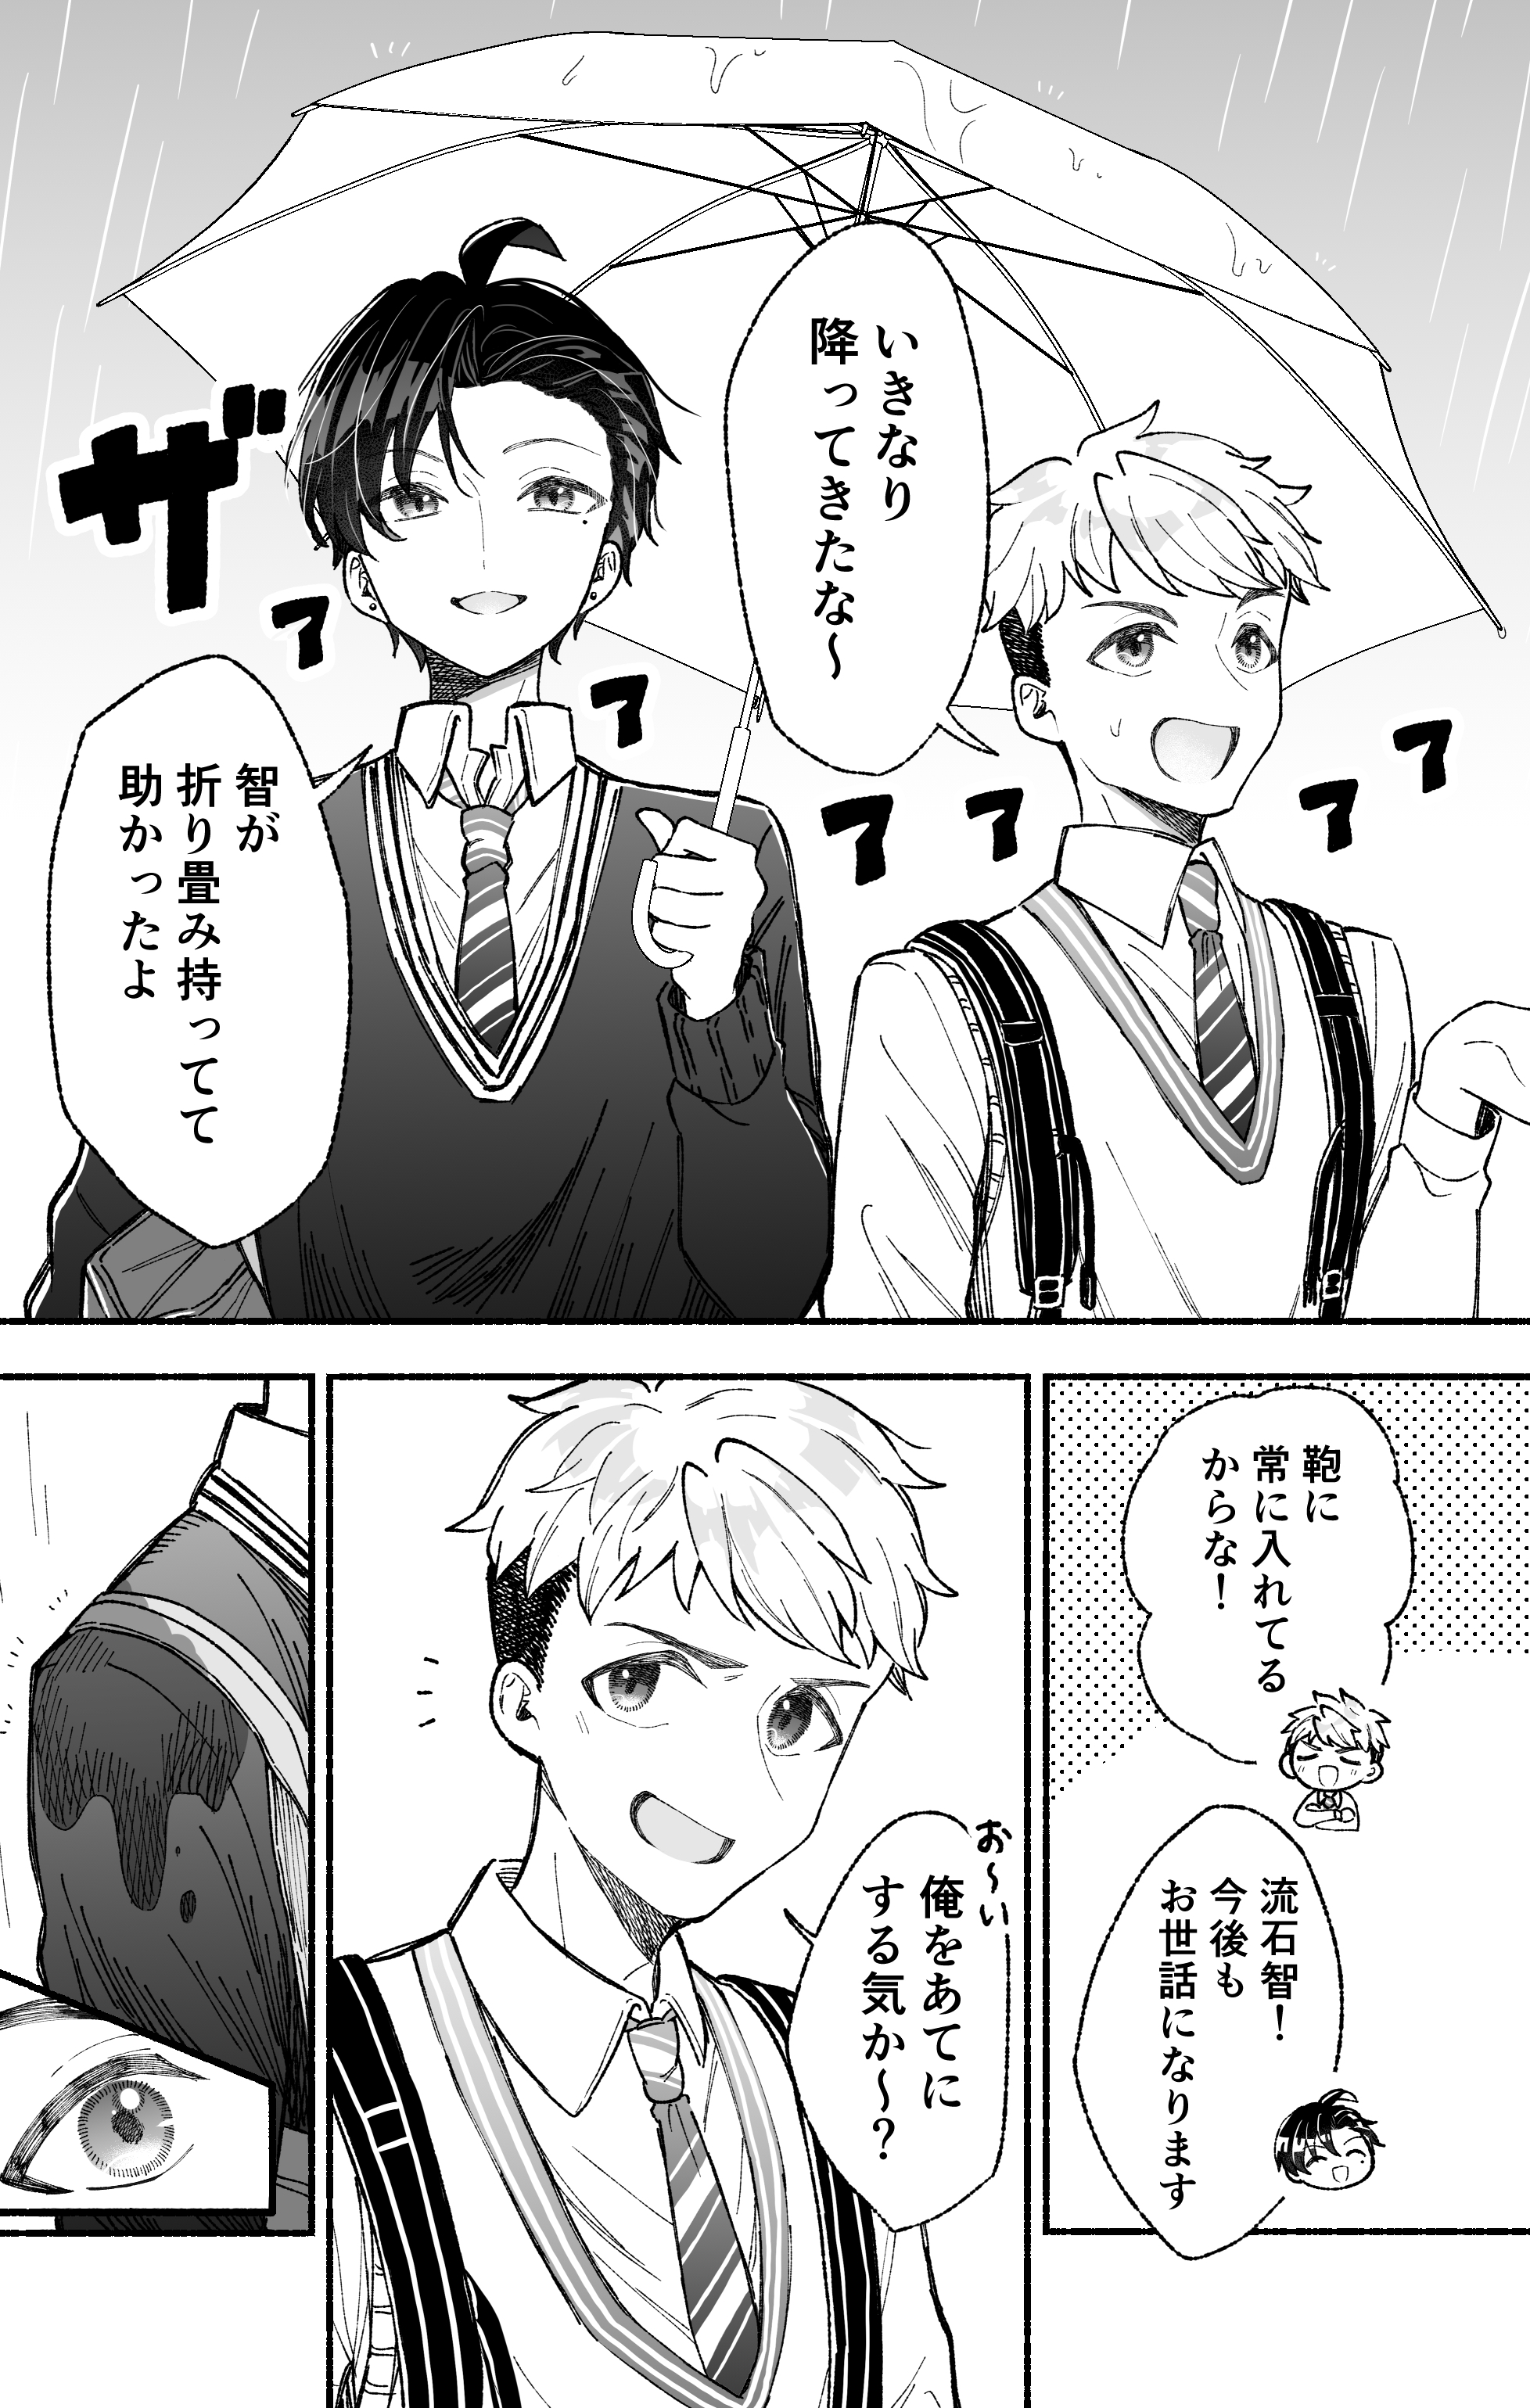 いきなり
降ってきたな〜
智が
折り畳み持ってて
助かったよ
ザァァァァァァ
鞄に
常に入れてる
からな！
流石智！
今後も
お世話になります
お〜い
俺をあてに
する気か〜？